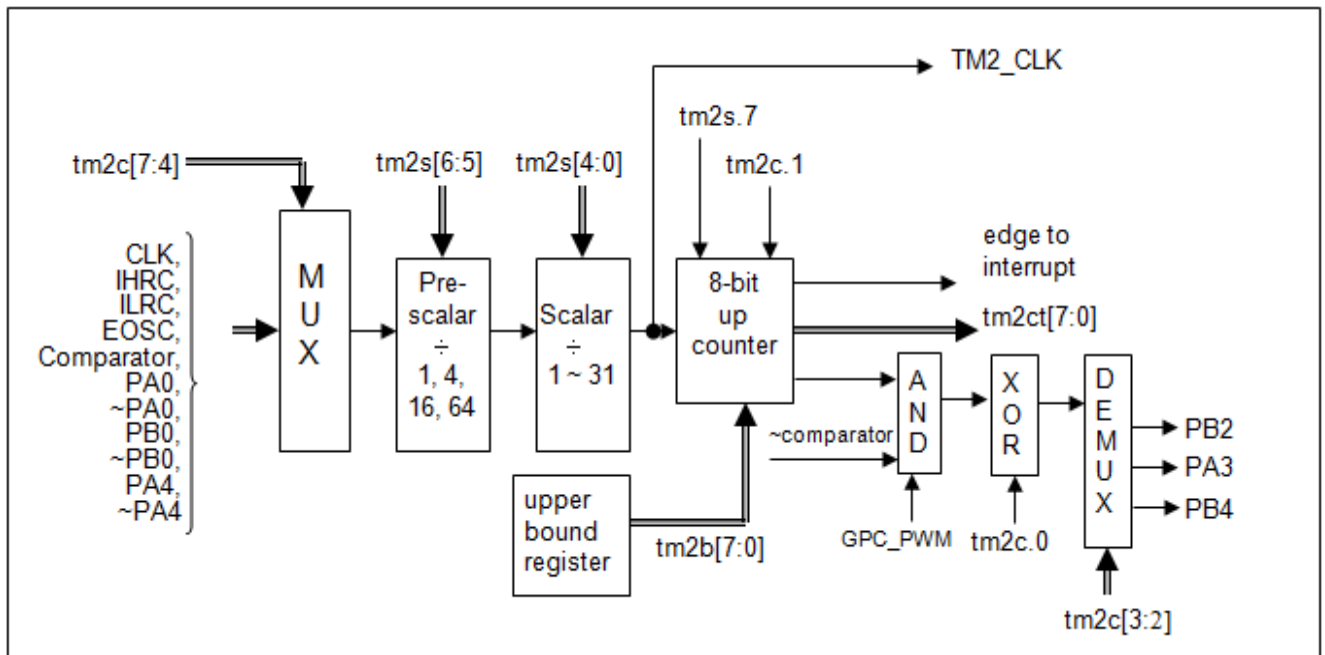 TM2_CLK
tm2s.7
tm2c[7:4]
tm2s[6:5]
tm2s[4:0]
tm2c.1
CLK,
IHRC,
ILRC,
EOSC,
Comparator,
PA0,
~PA0,
PB0,
~PB0,
PA4,
~PA4
M
U
X
Pre-
scalar
÷
1, 4,
16, 64
Scalar
÷
1 ~ 31
8-bit
up
counter
edge to
interrupt
tm2ct[7:0]
~comparator
A
N
D
X
O
R
D
E
M
U
X
PB2
PA3
PB4
upper
bound
register
tm2b[7:0]
GPC_PWM
tm2c.0
tm2c[3:2]